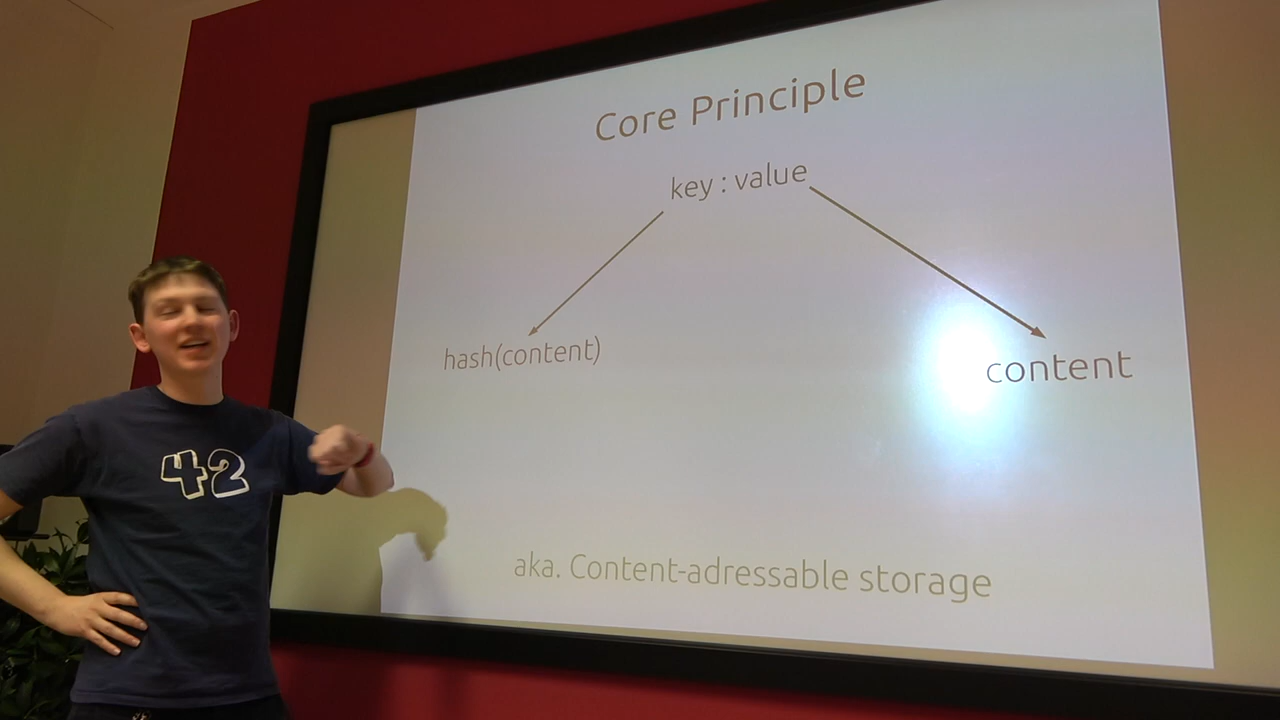 Core Principle
key : value
hash(content)
content
aka. Content-adressable storage
42